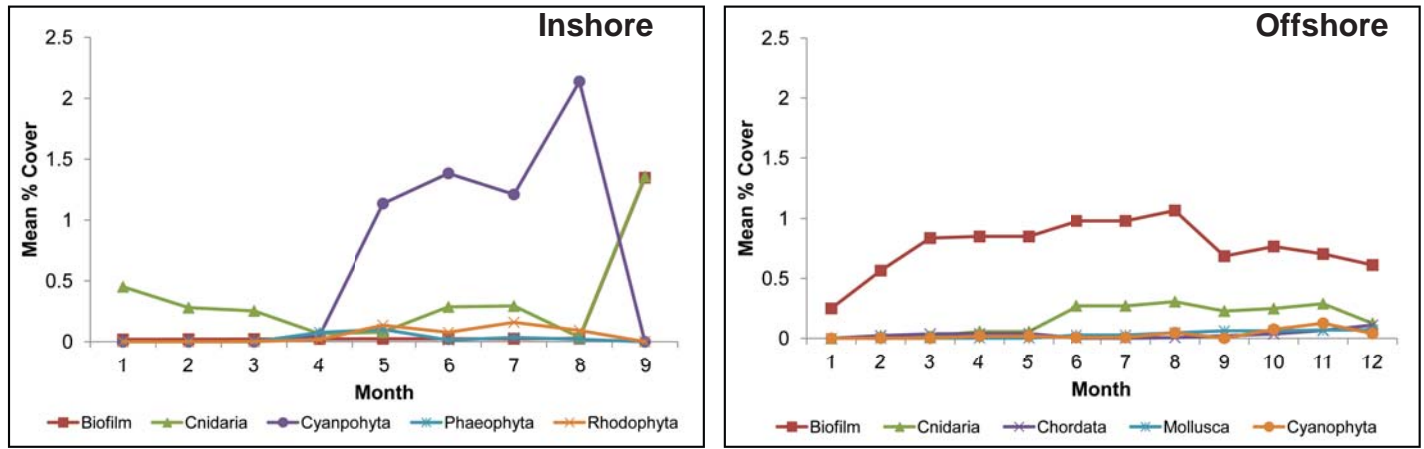 Inshore
2.5
2
1.5
1
0.5
0
Mean % Cover
1 2 3 4 5 6 7 8 9
Month
Biofilm Cnidaria Cyanpohyta Phaeophyta Rhodophyta
Offshore
2.5
2
1.5
1
0.5
0
Mean % Cover
1 2 3 4 5 6 7 8 9 10 11 12
Month
Biofilm Cnidaria Chordata Mollusca Cyanophyta